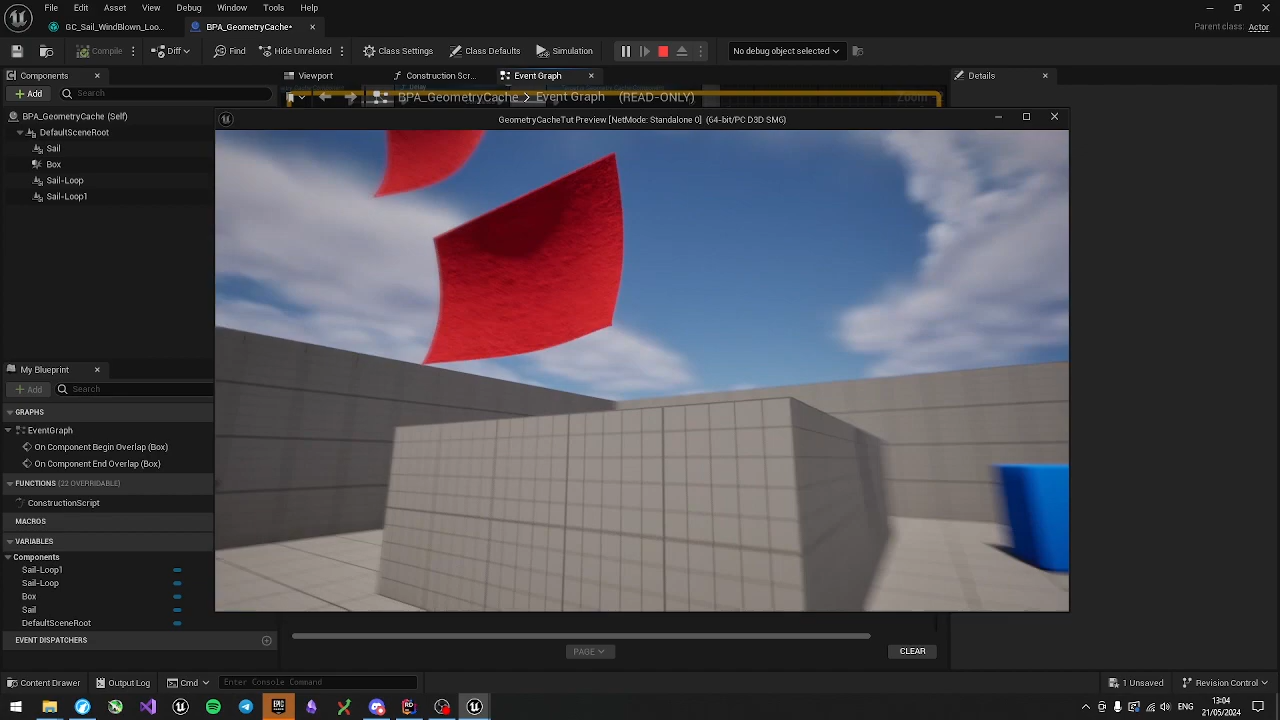 File
Edit
Asset
View
Debug
Window
Tools
Help
GC_Sail_WindBlown_Loo...
BPA_GeometryCache•
Parent class: Actor
Compile
Diff
Find
Hide Unrelated
Class Settings
Class Defaults
Simulation
No debug object selected
Components
Viewport
Construction Scr...
Event Graph
Details
Add
Search
BPA_GeometryCache > Event Graph (READ-ONLY)
Zoom
BPA_GeometryCache (Self)
GeometryCacheTut Preview [NetMode: Standalone 0] (64-bit/PC D3D SM6)
DefaultSceneRoot
Sail
Box
Sail-Loop
Sail-Loop1
My Blueprint
Add
Search
GRAPHS
EventGraph
On Component Begin Overlap (Box)
On Component End Overlap (Box)
FUNCTIONS (22 OVERRIDABLE)
ConstructionScript
MACROS
VARIABLES
Components
Sail-Loop1
Sail-Loop
Box
Sail
DefaultSceneRoot
EVENT DISPATCHERS
PAGE
CLEAR
Content Drawer
Output Log
Cmd
Enter Console Command
1 Unsaved
Revision Control
EPIC GAMES
13:04
21/05/2024